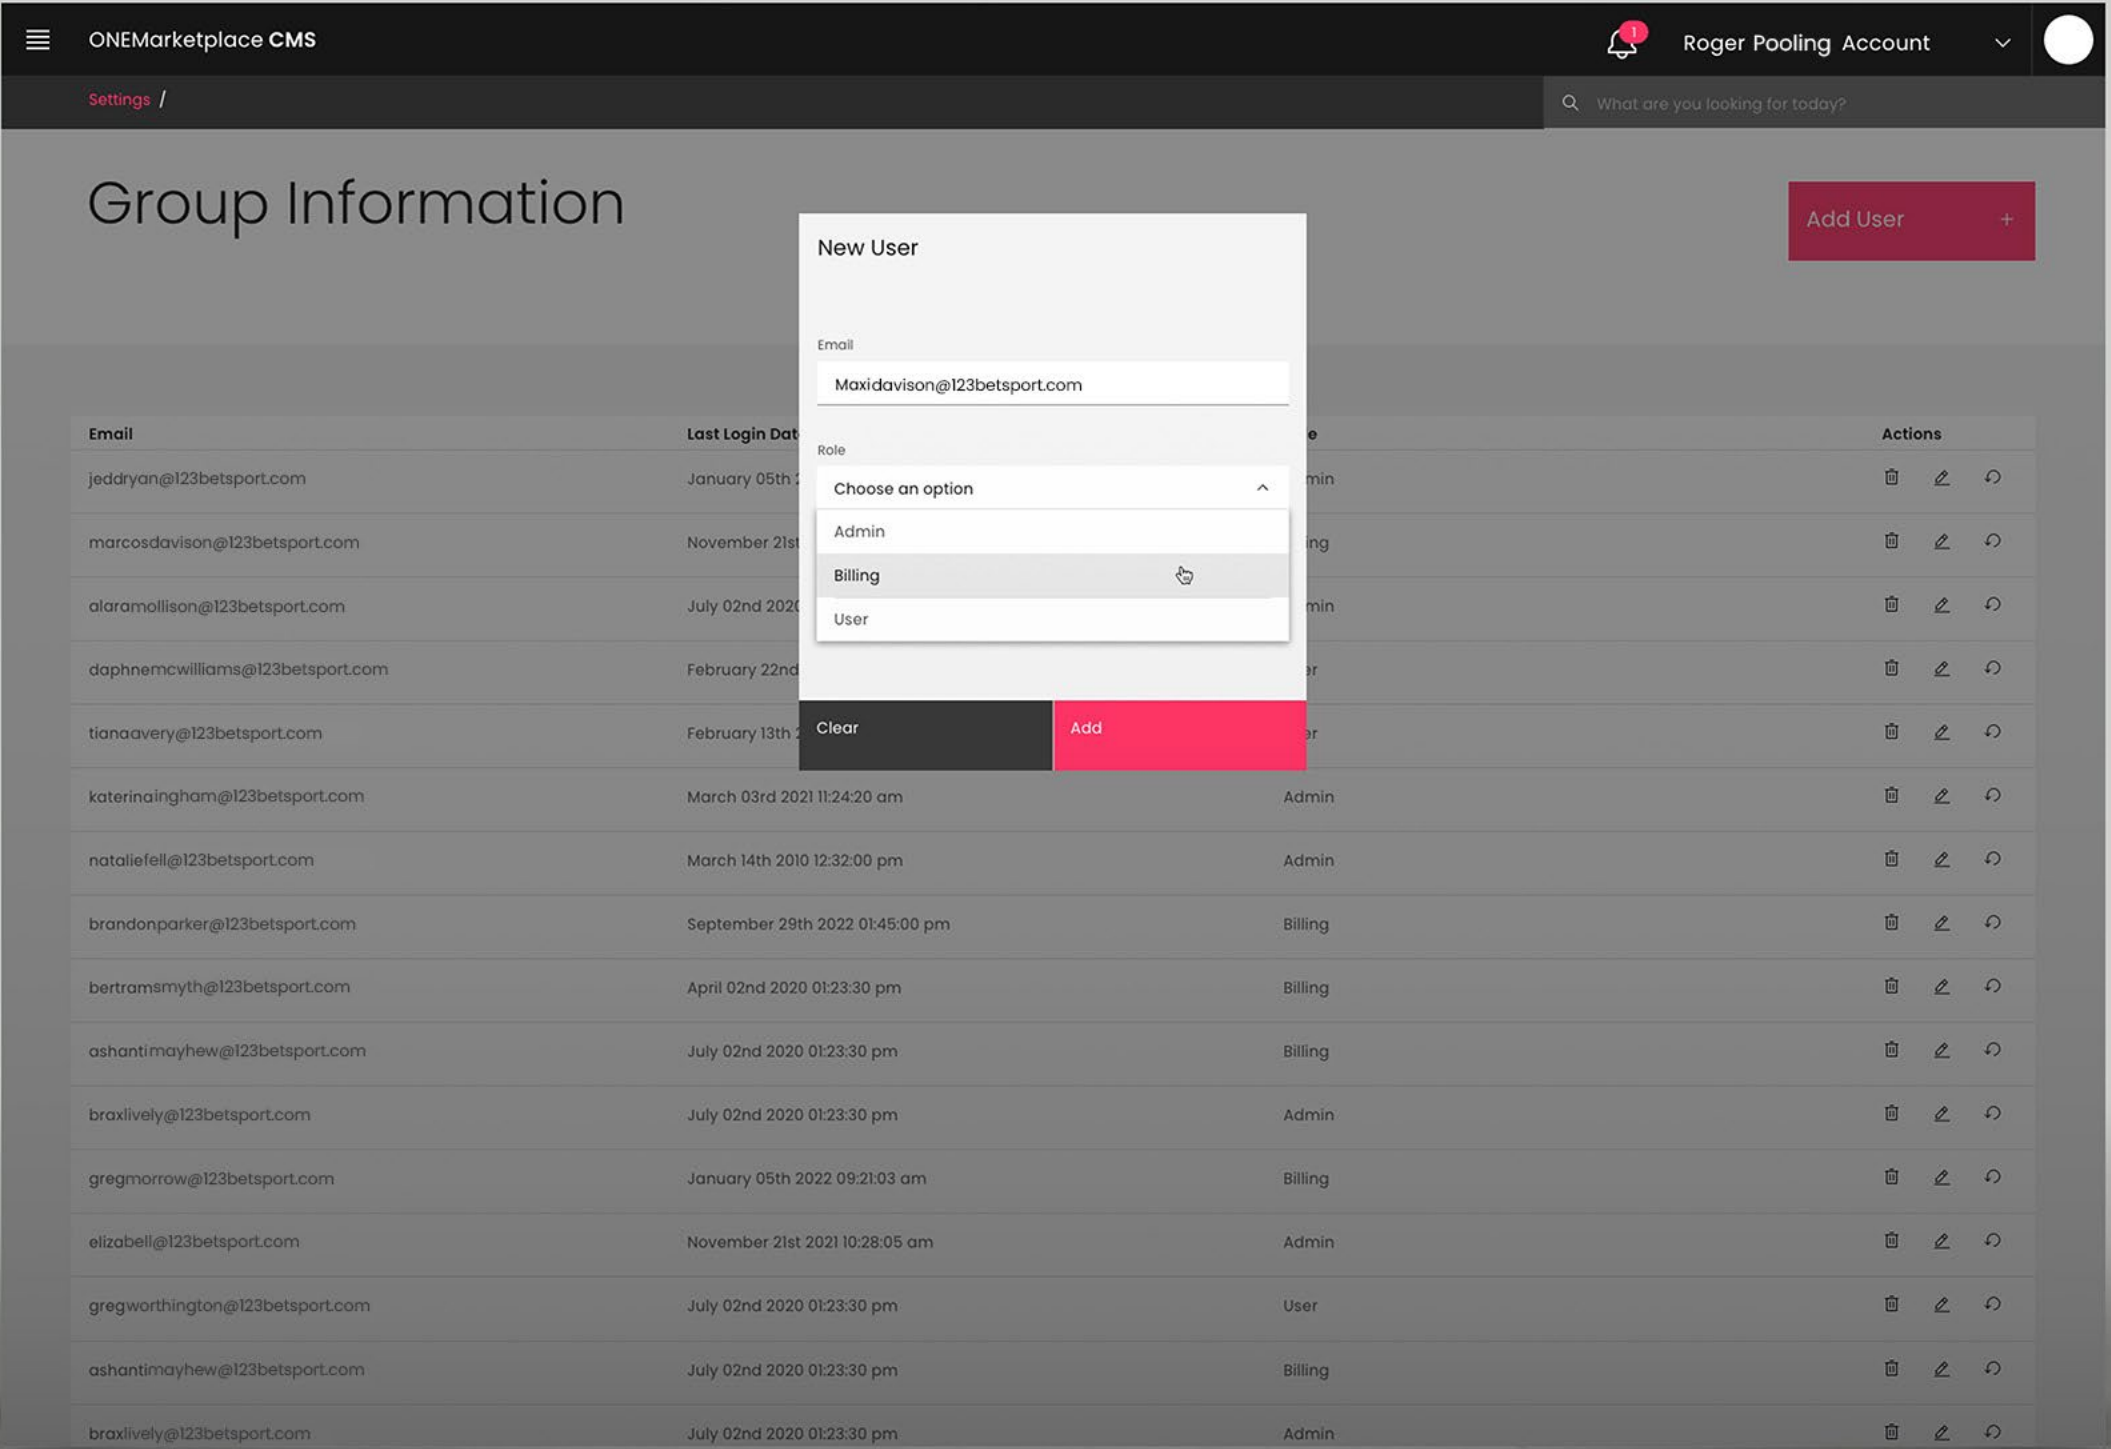 ONEMarketplace CMS
1
Roger Pooling Account
Settings /
What are you looking for today?
Group Information
Add User +
New User
Email
Maxidavison@123betsport.com
Role
Choose an option
Admin
Billing
User
Clear
Add
Email Last Login Dat e Actions
jeddryan@123betsport.com January 05th min
marcosdavison@123betsport.com November 21st ing
alaramollison@123betsport.com July 02nd 2020 min
daphnemcwilliams@123betsport.com February 22nd er
tianaavery@123betsport.com February 13th er
katerinaingham@123betsport.com March 03rd 2021 11:24:20 am Admin
nataliefell@123betsport.com March 14th 2010 12:32:00 pm Admin
brandonparker@123betsport.com September 29th 2022 01:45:00 pm Billing
bertramsmyth@123betsport.com April 02nd 2020 01:23:30 pm Billing
ashantimayhew@123betsport.com July 02nd 2020 01:23:30 pm Billing
braxlively@123betsport.com July 02nd 2020 01:23:30 pm Admin
gregmorrow@123betsport.com January 05th 2022 09:21:03 am Billing
elizabell@123betsport.com November 21st 2021 10:28:05 am Admin
gregworthington@123betsport.com July 02nd 2020 01:23:30 pm User
ashantimayhew@123betsport.com July 02nd 2020 01:23:30 pm Billing
braxlively@123betsport.com July 02nd 2020 01:23:30 pm Admin